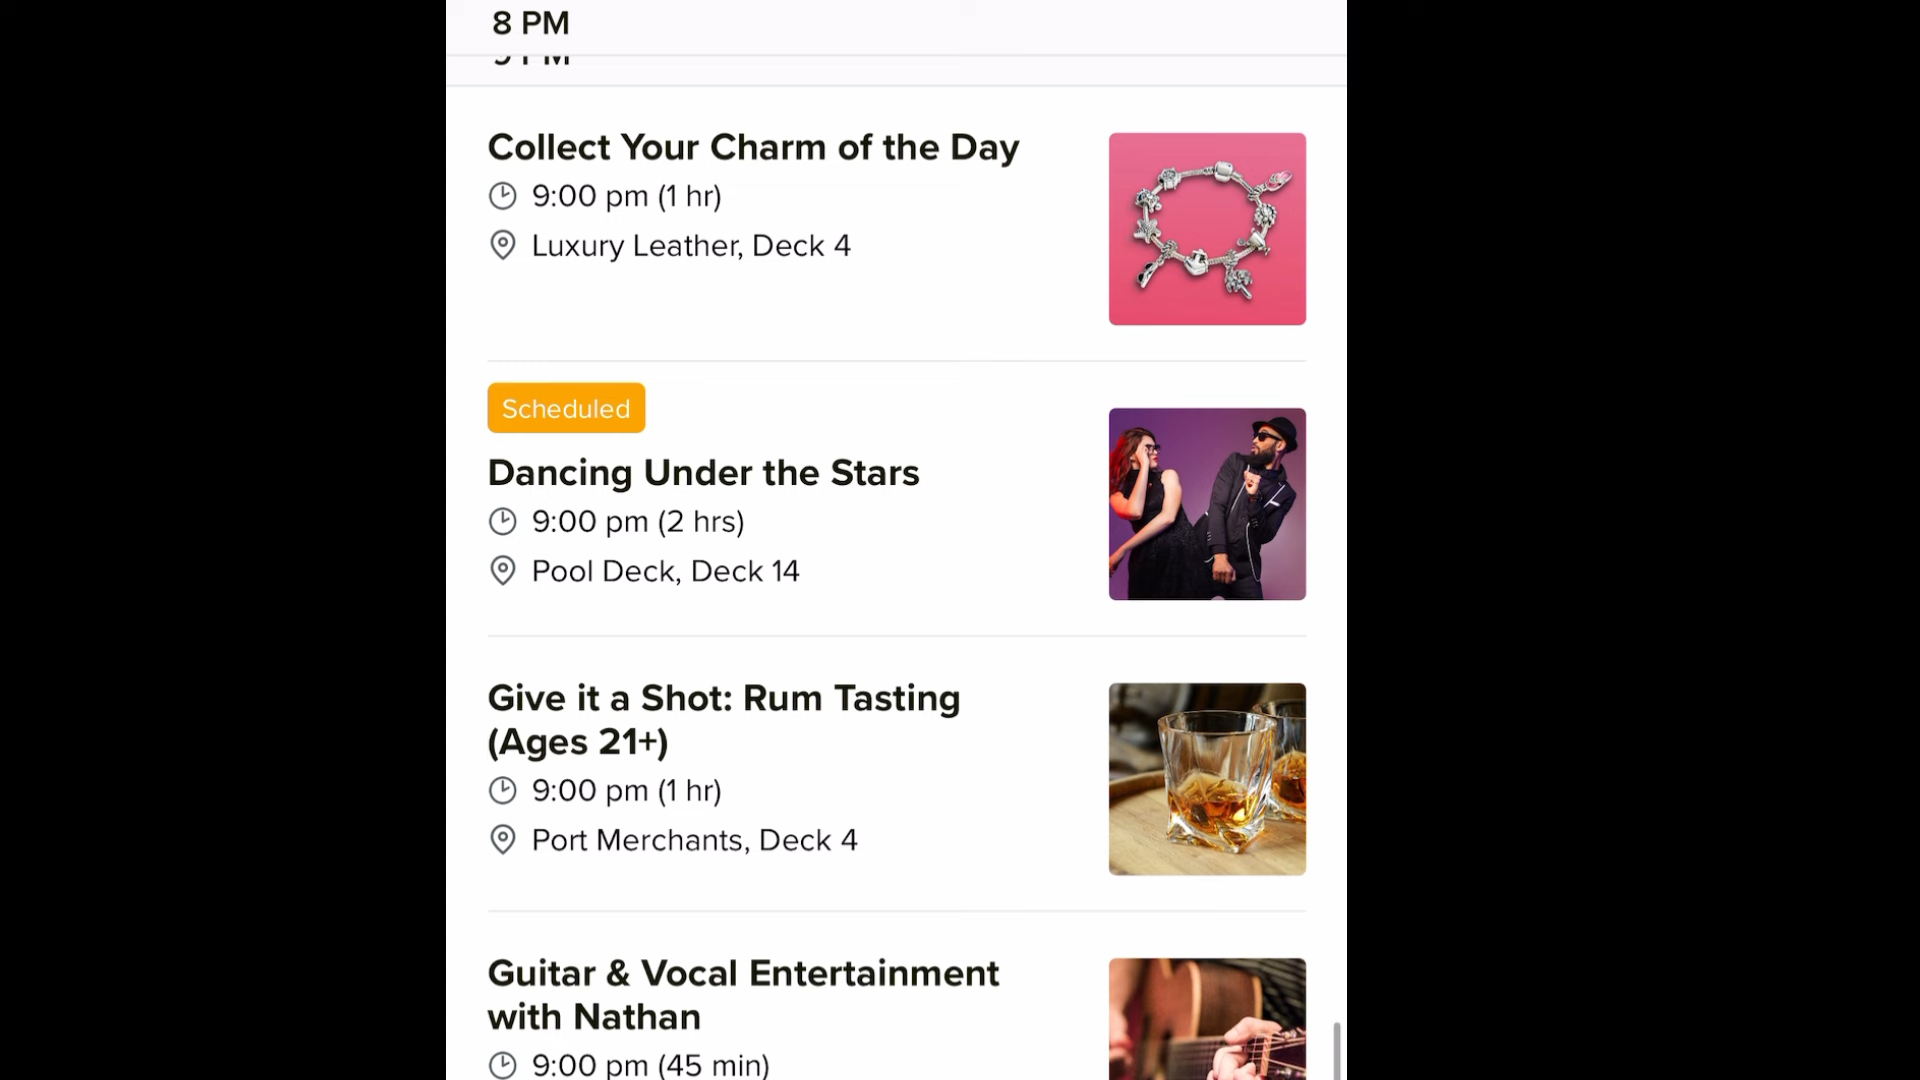 8 PM
9 PM
Collect Your Charm of the Day
9:00 pm (1 hr)
Luxury Leather, Deck 4
Scheduled
Dancing Under the Stars
9:00 pm (2 hrs)
Pool Deck, Deck 14
Give it a Shot: Rum Tasting
(Ages 21+)
9:00 pm (1 hr)
Port Merchants, Deck 4
Guitar & Vocal Entertainment
with Nathan
9:00 pm (45 min)